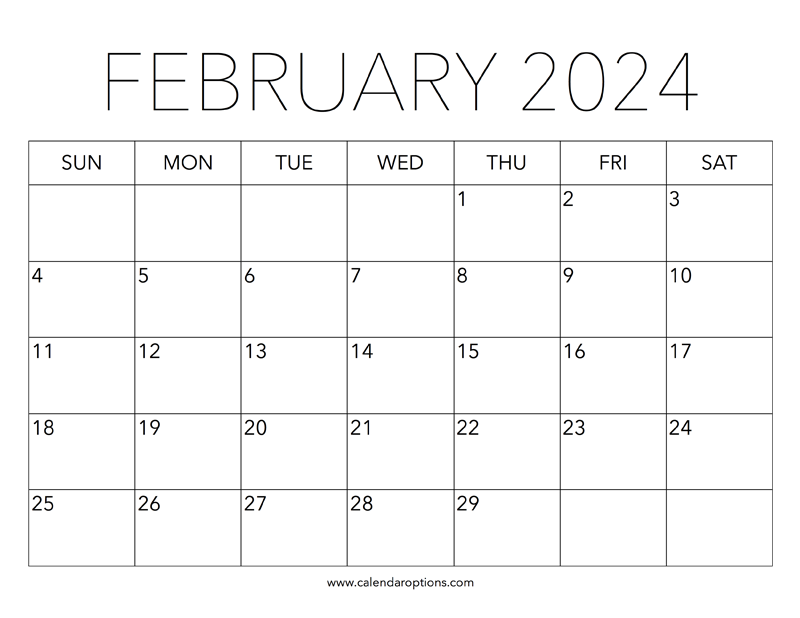 FEBRUARY 2024
SUN MON TUE WED THU FRI SAT
1 2 3
4 5 6 7 8 9 10
11 12 13 14 15 16 17
18 19 20 21 22 23 24
25 26 27 28 29
www.calendaroptions.com